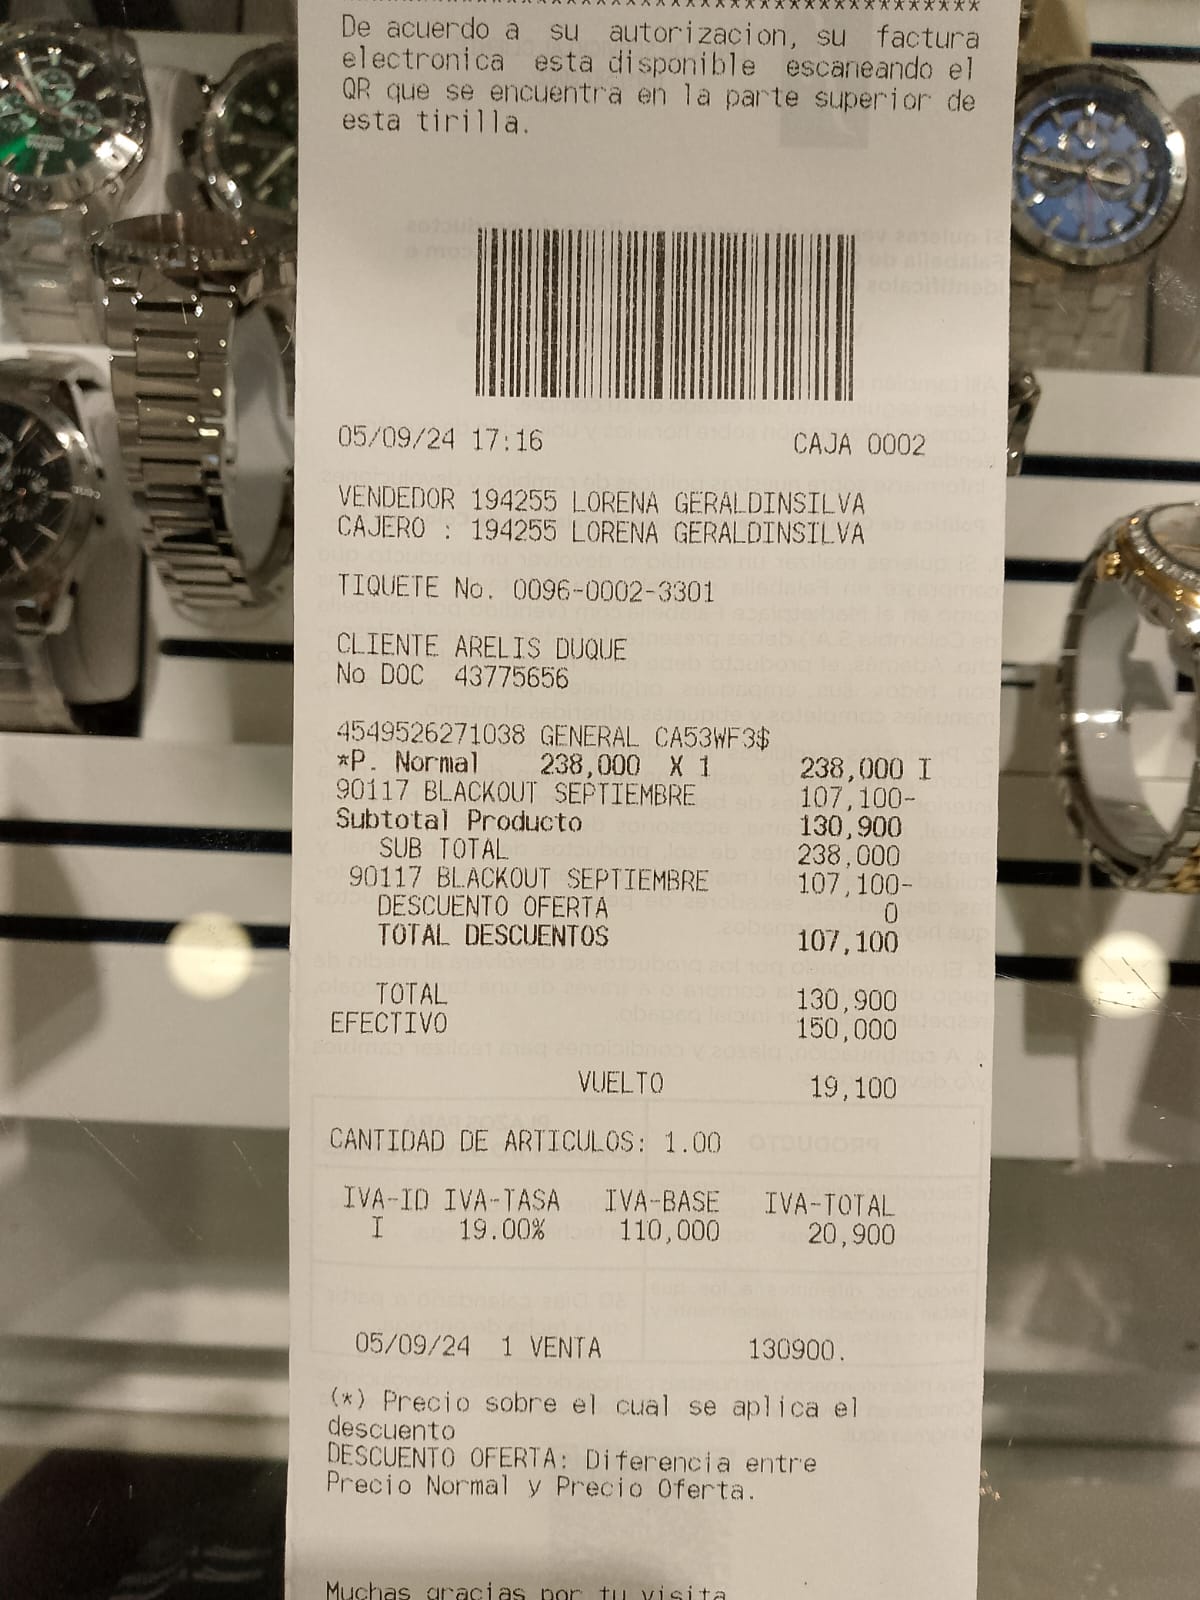 ****************************************
De acuerdo a su autorizacion, su factura
electronica esta disponible escaneando el
QR que se encuentra en la parte superior de
esta tirilla.
05/09/24 17:16 CAJA 0002
VENDEDOR 194255 LORENA GERALDINSILVA
CAJERO : 194255 LORENA GERALDINSILVA
TIQUETE No. 0096-0002-3301
CLIENTE ARELIS DUQUE
No DOC 43775656
4549526271038 GENERAL CA53WF3$
*P. Normal 238,000 X 1 238,000 I
90117 BLACKOUT SEPTIEMBRE 107,100-
Subtotal Producto 130,900
SUB TOTAL 238,000
90117 BLACKOUT SEPTIEMBRE 107,100-
DESCUENTO OFERTA 0
TOTAL DESCUENTOS 107,100
TOTAL 130,900
EFECTIVO 150,000
VUELTO 19,100
CANTIDAD DE ARTICULOS: 1.00
IVA-ID IVA-TASA IVA-BASE IVA-TOTAL
I 19.00% 110,000 20,900
05/09/24 1 VENTA 130900.
(*) Precio sobre el cual se aplica el
descuento
DESCUENTO OFERTA: Diferencia entre
Precio Normal y Precio Oferta.
Muchas gracias por tu visita